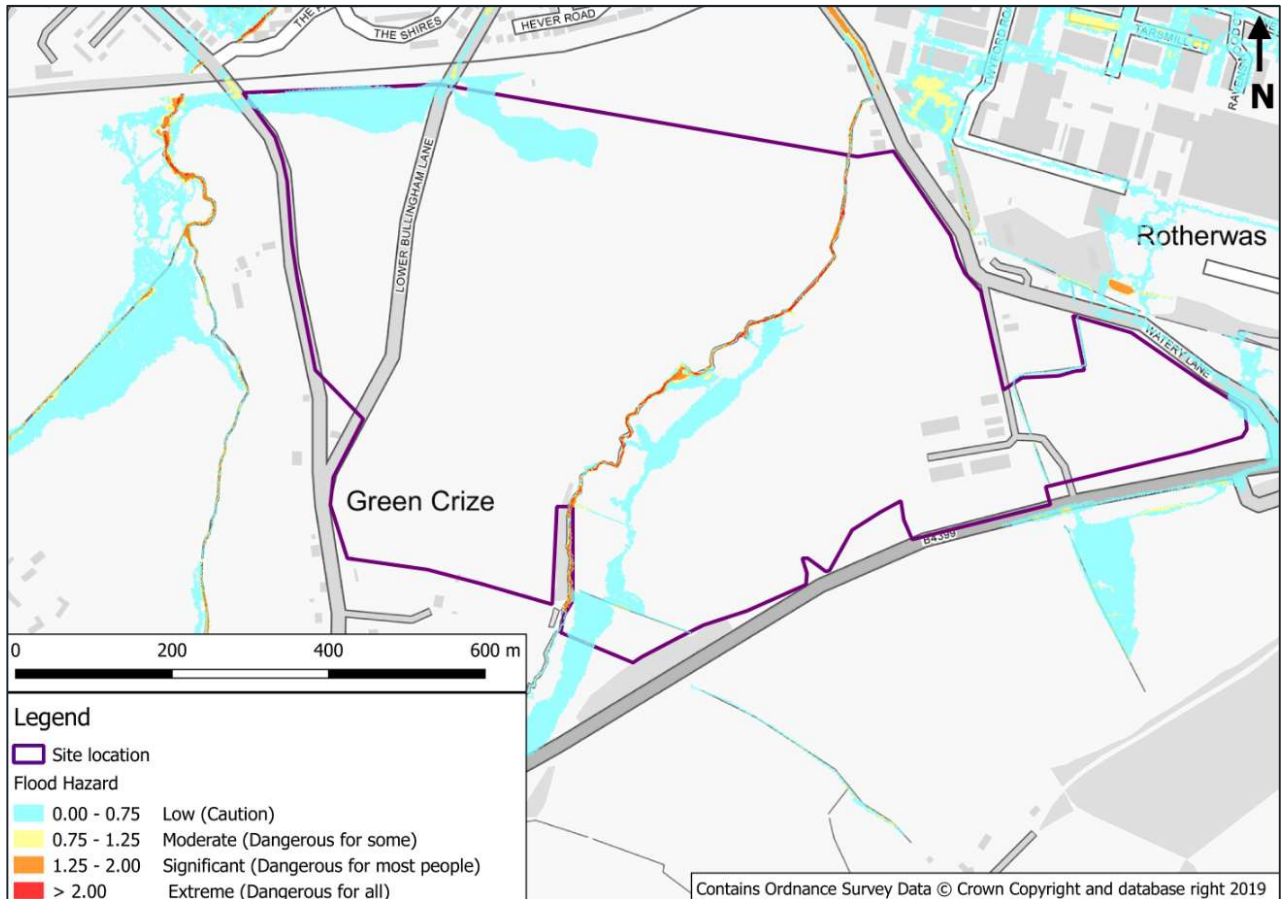 THE SHIRES
HEVER ROAD
TARSMILL CT
N
LOWER BULLINGHAM LANE
Rotherwas
WATERY LANE
Green Crize
B4399
0 200 400 600 m
Legend
Site location
Flood Hazard
0.00 - 0.75 Low (Caution)
0.75 - 1.25 Moderate (Dangerous for some)
1.25 - 2.00 Significant (Dangerous for most people)
> 2.00 Extreme (Dangerous for all)
Contains Ordnance Survey Data © Crown Copyright and database right 2019